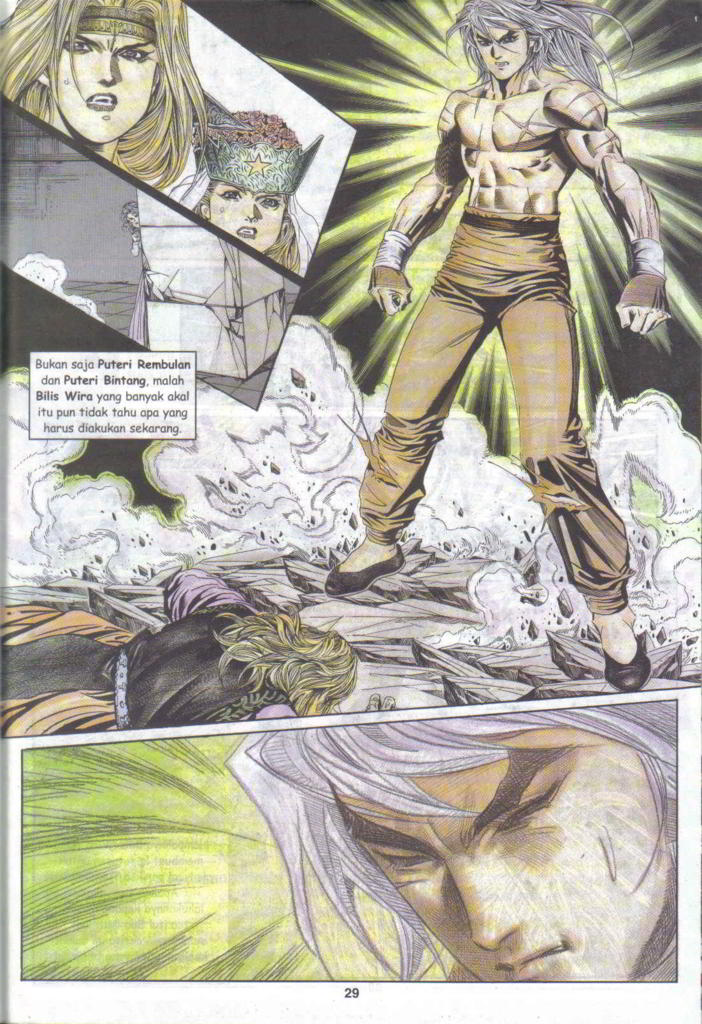 Bukan saja Puteri Rembulan
dan Puteri Bintang, malah
Bilis Wira yang banyak akal
itu pun tidak tahu apa yang
harus diakukan sekarang.
29